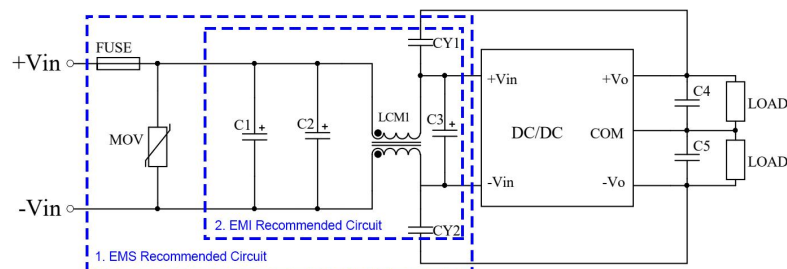 FUSE
+Vin
MOV
-Vin
C1
+
C2
+
LCM1
C3
+
CY1
CY2
+Vin
-Vin
DC/DC
+Vo
COM
-Vo
C4
C5
LOAD
LOAD
2. EMI Recommended Circuit
1. EMS Recommended Circuit